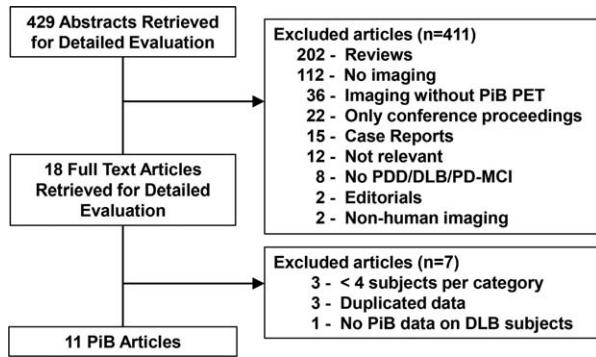 429 Abstracts Retrieved
for Detailed Evaluation
Excluded articles (n=411)
202 - Reviews
112 - No imaging
36 - Imaging without PiB PET
22 - Only conference proceedings
15 - Case Reports
12 - Not relevant
8 - No PDD/DLB/PD-MCI
2 - Editorials
2 - Non-human imaging
18 Full Text Articles
Retrieved for Detailed
Evaluation
Excluded articles (n=7)
3 - < 4 subjects per category
3 - Duplicated data
1 - No PiB data on DLB subjects
11 PiB Articles